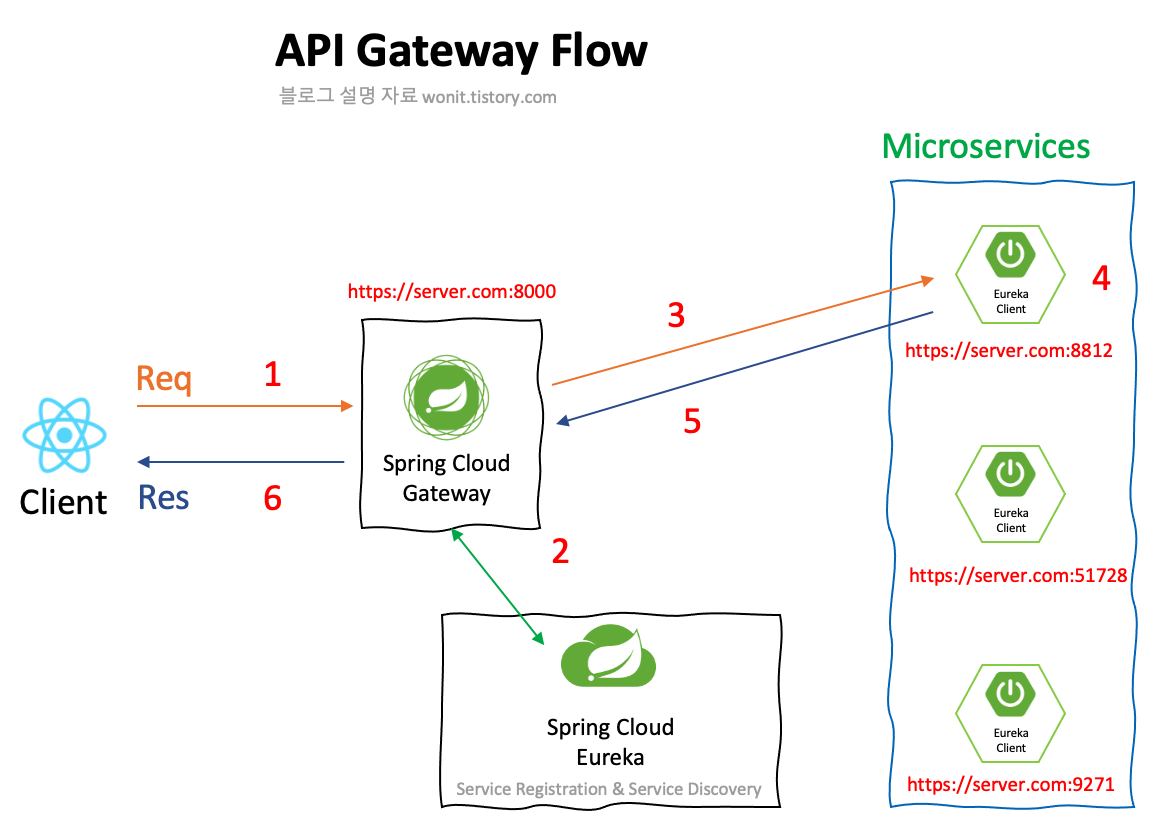 API Gateway Flow
블로그 설명 자료 wonit.tistory.com
Microservices
https://server.com:8000
Req
1
Client
Res
6
Spring Cloud
Gateway
3
5
2
Spring Cloud
Eureka
Service Registration & Service Discovery
Eureka
Client
4
https://server.com:8812
Eureka
Client
https://server.com:51728
Eureka
Client
https://server.com:9271